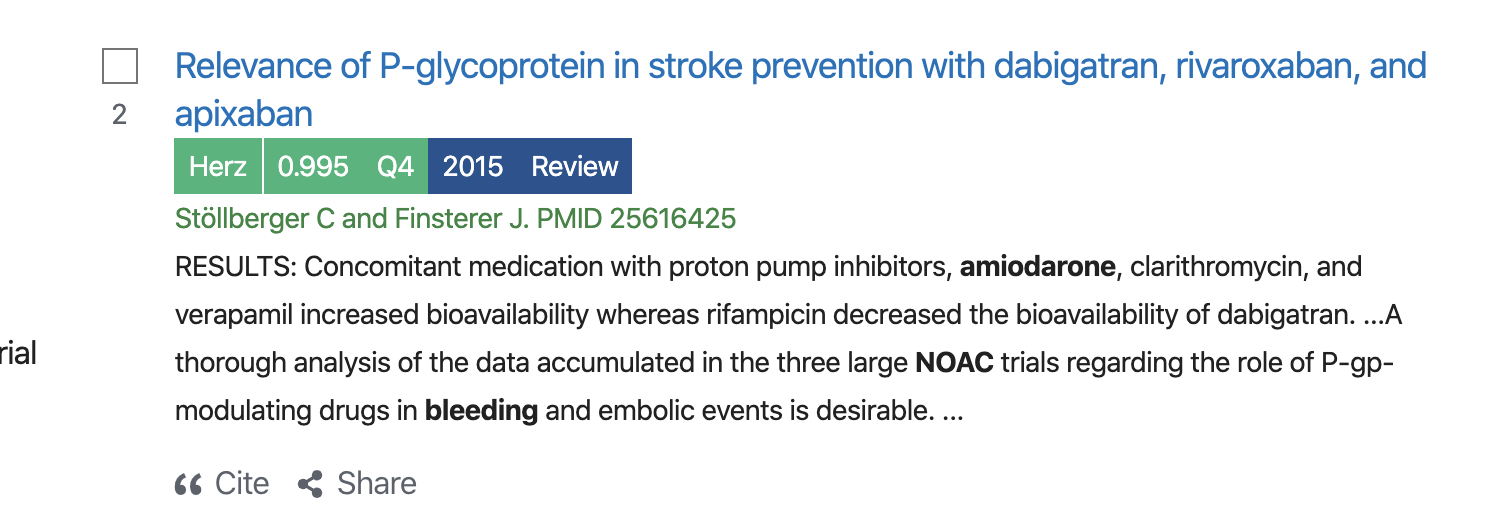 Relevance of P-glycoprotein in stroke prevention with dabigatran, rivaroxaban, and
2
apixaban
Herz 0.995 Q4 2015 Review
Stöllberger C and Finsterer J. PMID 25616425
RESULTS: Concomitant medication with proton pump inhibitors, amiodarone, clarithromycin, and
verapamil increased bioavailability whereas rifampicin decreased the bioavailability of dabigatran. ...A
rial
thorough analysis of the data accumulated in the three large NOAC trials regarding the role of P-gp-
modulating drugs in bleeding and embolic events is desirable. ...
Cite Share